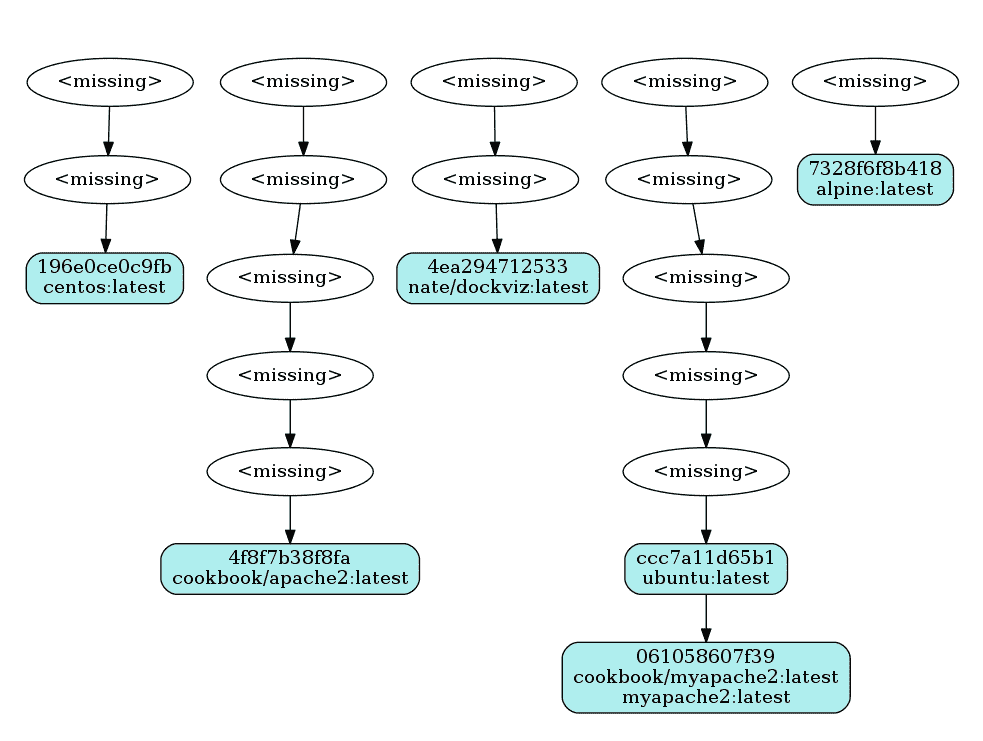 <missing>
<missing>
<missing>
<missing>
<missing>
<missing>
<missing>
<missing>
<missing>
7328f6f8b418
alpine:latest
196e0ce0c9fb
centos:latest
<missing>
4ea294712533
nate/dockviz:latest
<missing>
<missing>
<missing>
<missing>
<missing>
4f8f7b38f8fa
cookbook/apache2:latest
ccc7a11d65b1
ubuntu:latest
061058607f39
cookbook/myapache2:latest
myapache2:latest